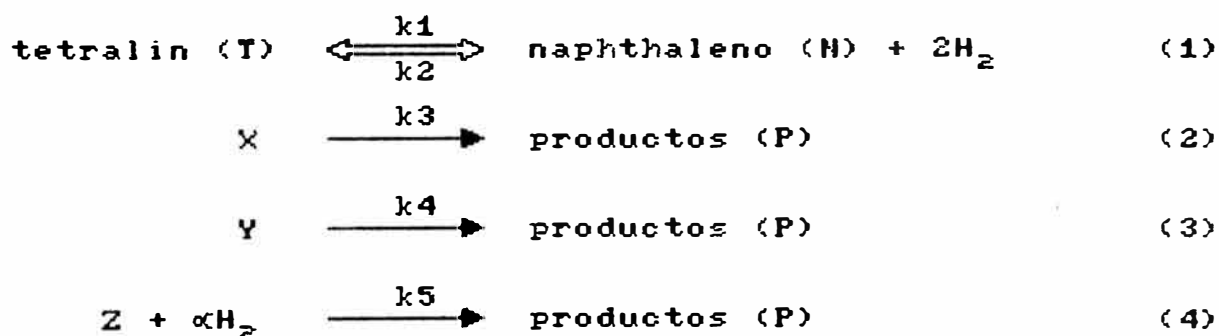 tetralin (T) k1 k2 naphthaleno (N) + 2H₂ (1)
X k3 productos (P) (2)
Y k4 productos (P) (3)
Z + αH₂ k5 productos (P) (4)